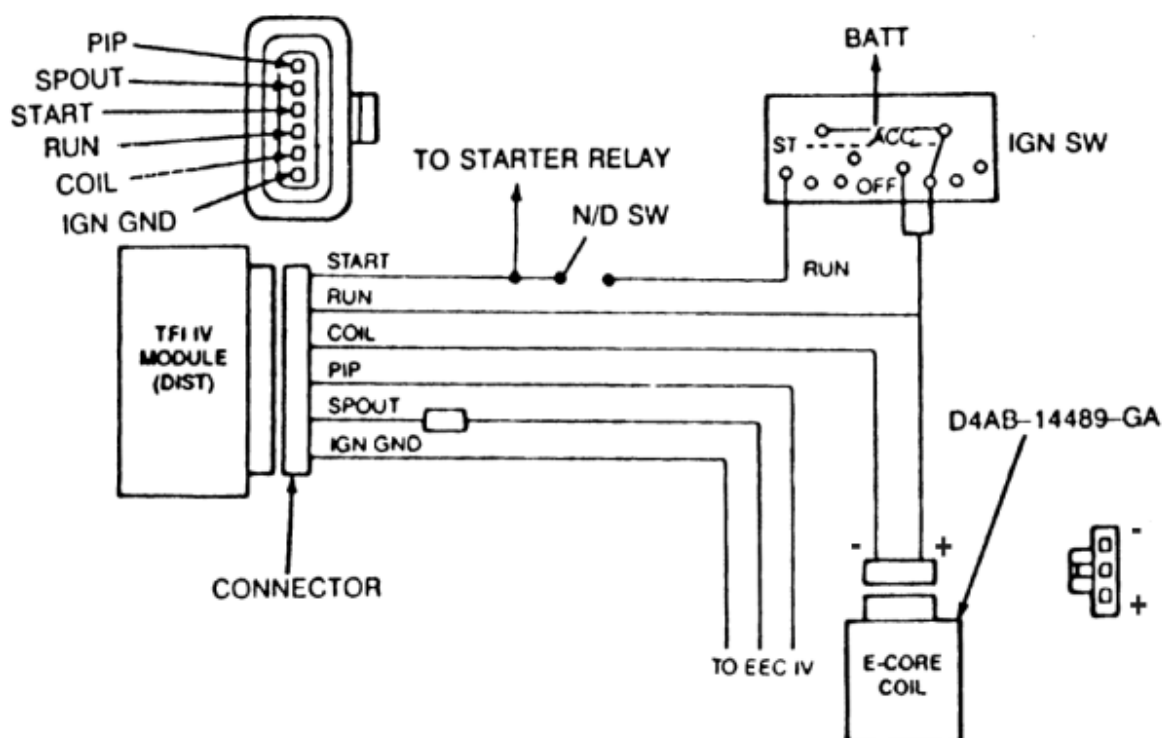 PIP
SPOUT
START
RUN
COIL
IGN GND
BATT
ST
ACC
OFF
IGN SW
TO STARTER RELAY
N/D SW
RUN
START
RUN
COIL
PIP
SPOUT
IGN GND
TFI IV
MODULE
(DIST)
CONNECTOR
D4AB-14489-GA
- +
-
+
TO EEC IV
E-CORE
COIL